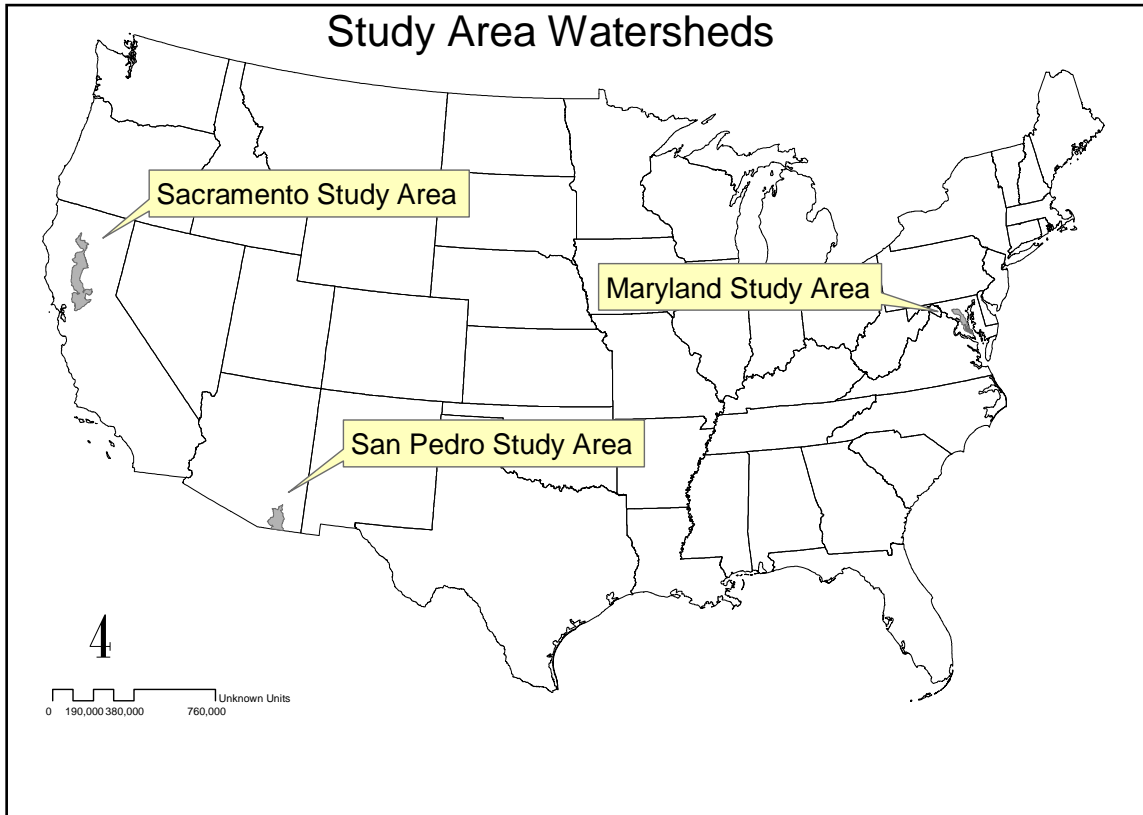 Study Area Watersheds
Sacramento Study Area
Maryland Study Area
San Pedro Study Area
4
Unknown Units
0 190,000 380,000 760,000